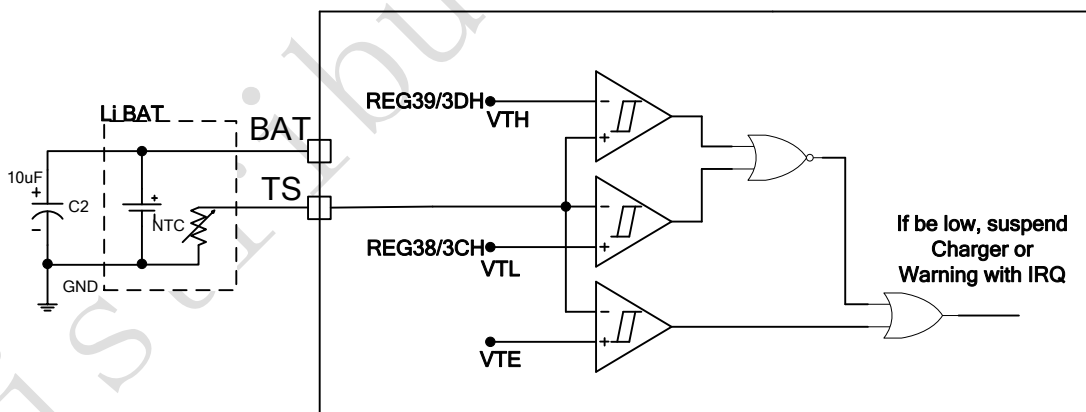 Li BAT
BAT
TS
10uF
+
C2
-
+
NTC
GND
REG39/3DH
VTH
-
+
REG38/3CH
VTL
-
+
VTE
-
+
If be low, suspend
Charger or
Warning with IRQ
istribu